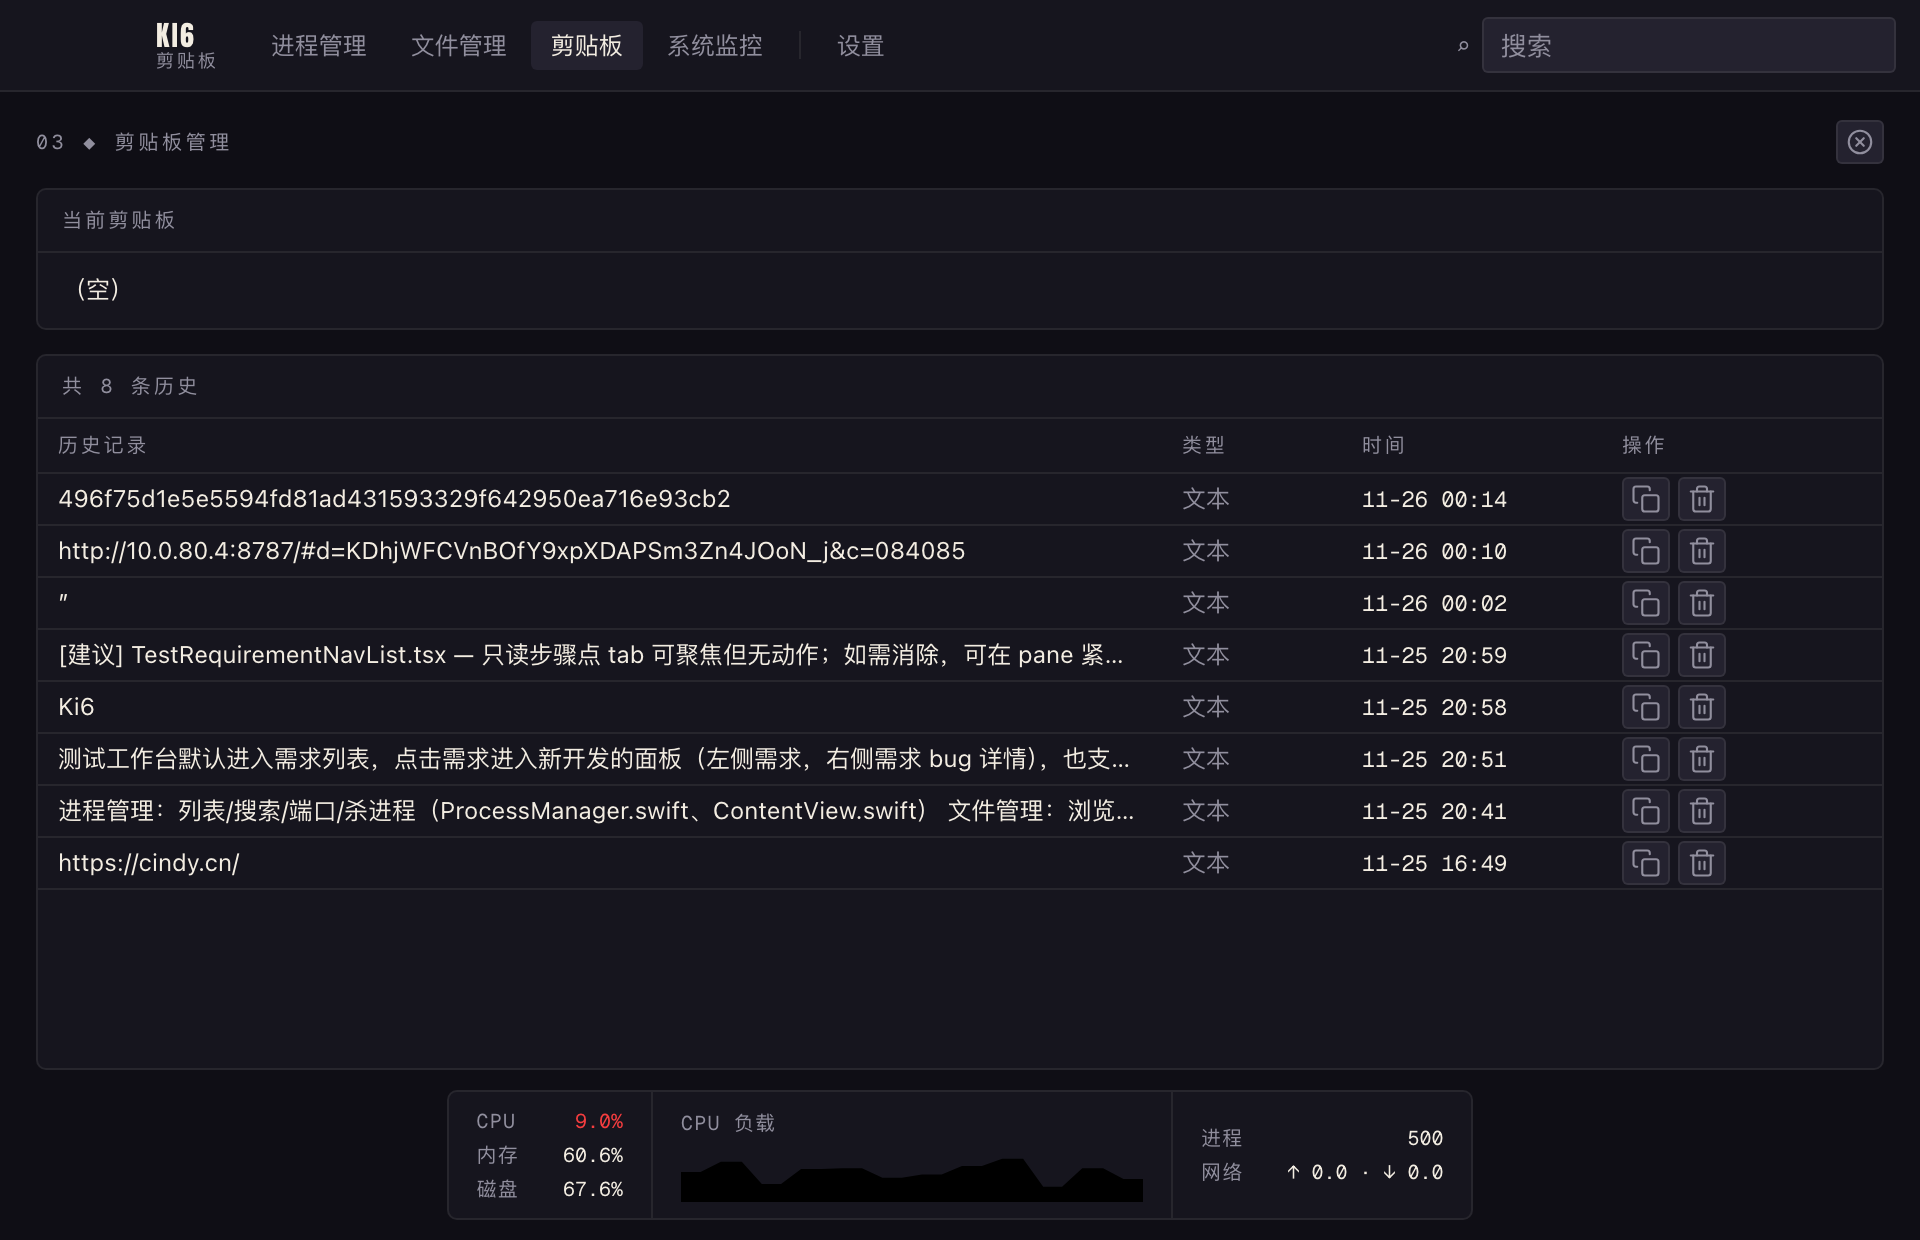 KI6
剪贴板
进程管理
文件管理
剪贴板
系统监控
设置
搜索
03 ◆ 剪贴板管理
当前剪贴板
（空）
共 8 条历史
历史记录 类型 时间 操作
496f75d1e5e5594fd81ad431593329f642950ea716e93cb2 文本 11-26 00:14
http://10.0.80.4:8787/#d=KDhjWFCVnBOfY9xpXDAPSm3Zn4JOoN_j&c=084085 文本 11-26 00:10
" 文本 11-26 00:02
[建议] TestRequirementNavList.tsx — 只读步骤点 tab 可聚焦但无动作；如需消除，可在 pane 紧... 文本 11-25 20:59
Ki6 文本 11-25 20:58
测试工作台默认进入需求列表，点击需求进入新开发的面板（左侧需求，右侧需求 bug 详情），也支... 文本 11-25 20:51
进程管理：列表/搜索/端口/杀进程（ProcessManager.swift、ContentView.swift） 文件管理：浏览... 文本 11-25 20:41
https://cindy.cn/ 文本 11-25 16:49
CPU 9.0%
内存 60.6%
磁盘 67.6%
CPU 负载
进程 500
网络 ↑ 0.0 · ↓ 0.0